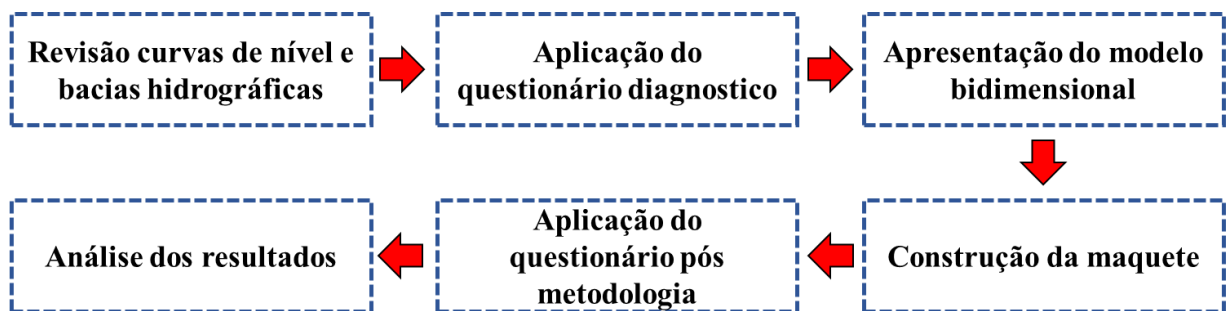 Revisão curvas de nível e
bacias hidrográficas
Aplicação do
questionário diagnostico
Apresentação do modelo
bidimensional
Construção da maquete
Aplicação do
questionário pós
metodologia
Análise dos resultados